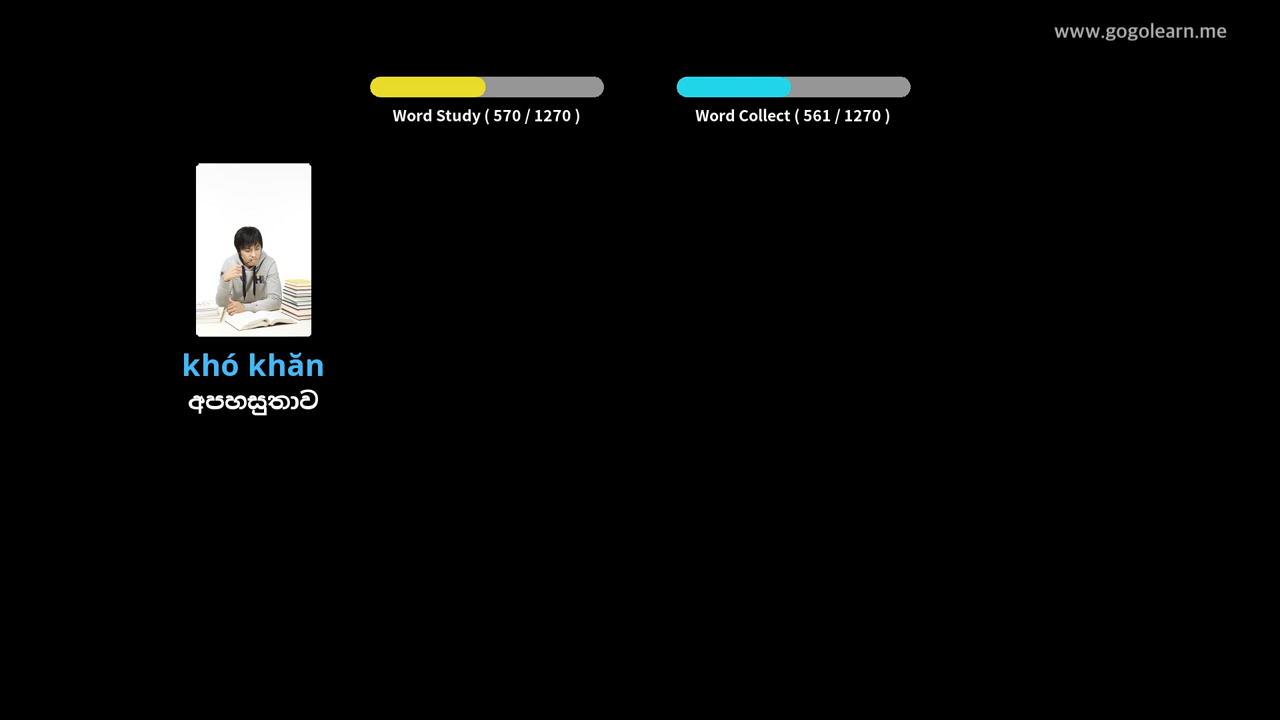 www.gogolearn.me
Word Study ( 570 / 1270 )
Word Collect ( 561 / 1270 )
khó khăn
අපහසුතාව